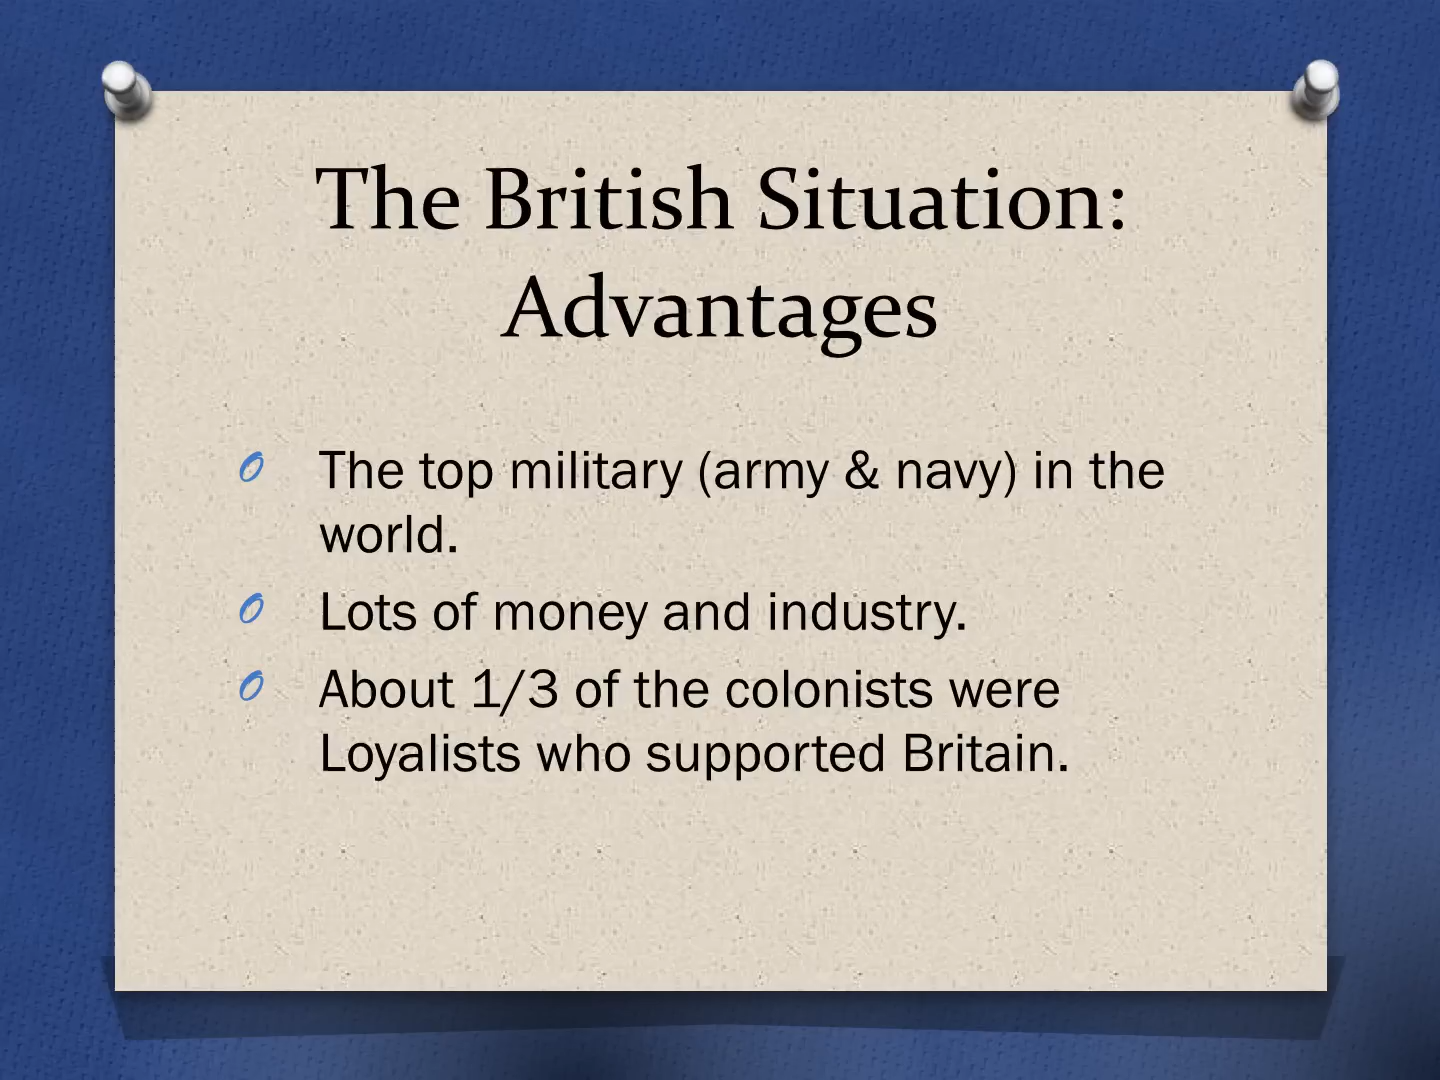 The British Situation:
Advantages
The top military (army & navy) in the
world.
Lots of money and industry.
About 1/3 of the colonists were
Loyalists who supported Britain.